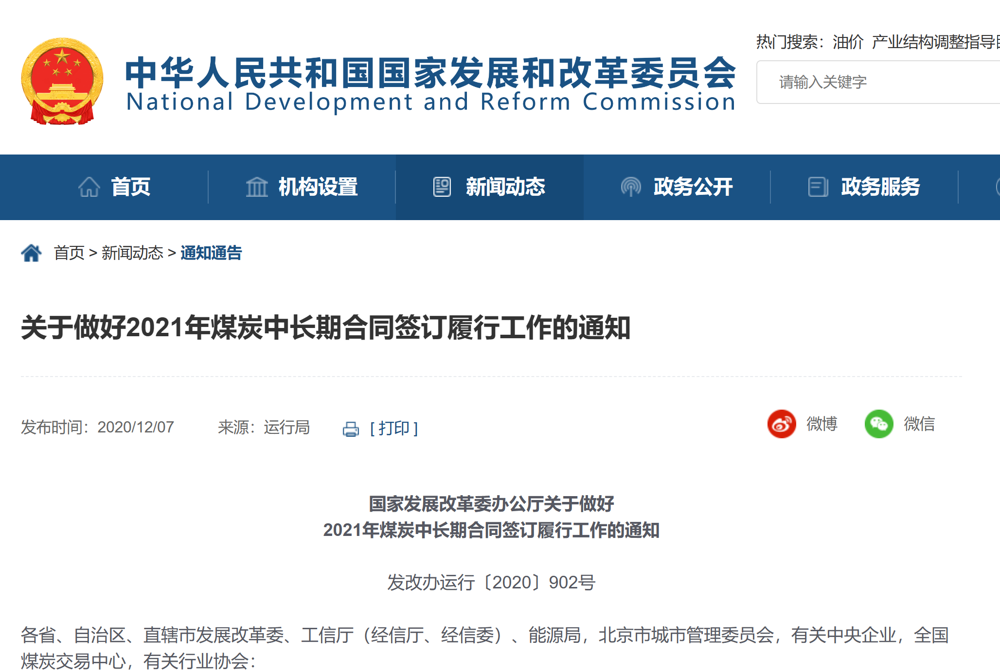 热门搜索：油价 产业结构调整指导
中华人民共和国国家发展和改革委员会
National Development and Reform Commission
请输入关键字
首页 机构设置 新闻动态 政务公开 政务服务
首页 > 新闻动态 > 通知通告
关于做好2021年煤炭中长期合同签订履行工作的通知
发布时间：2020/12/07 来源：运行局 [ 打印 ] 微博 微信
国家发展改革委办公厅关于做好
2021年煤炭中长期合同签订履行工作的通知
发改办运行〔2020〕902号
各省、自治区、直辖市发展改革委、工信厅（经信厅、经信委）、能源局，北京市城市管理委员会，有关中央企业，全国
煤炭交易中心，有关行业协会：